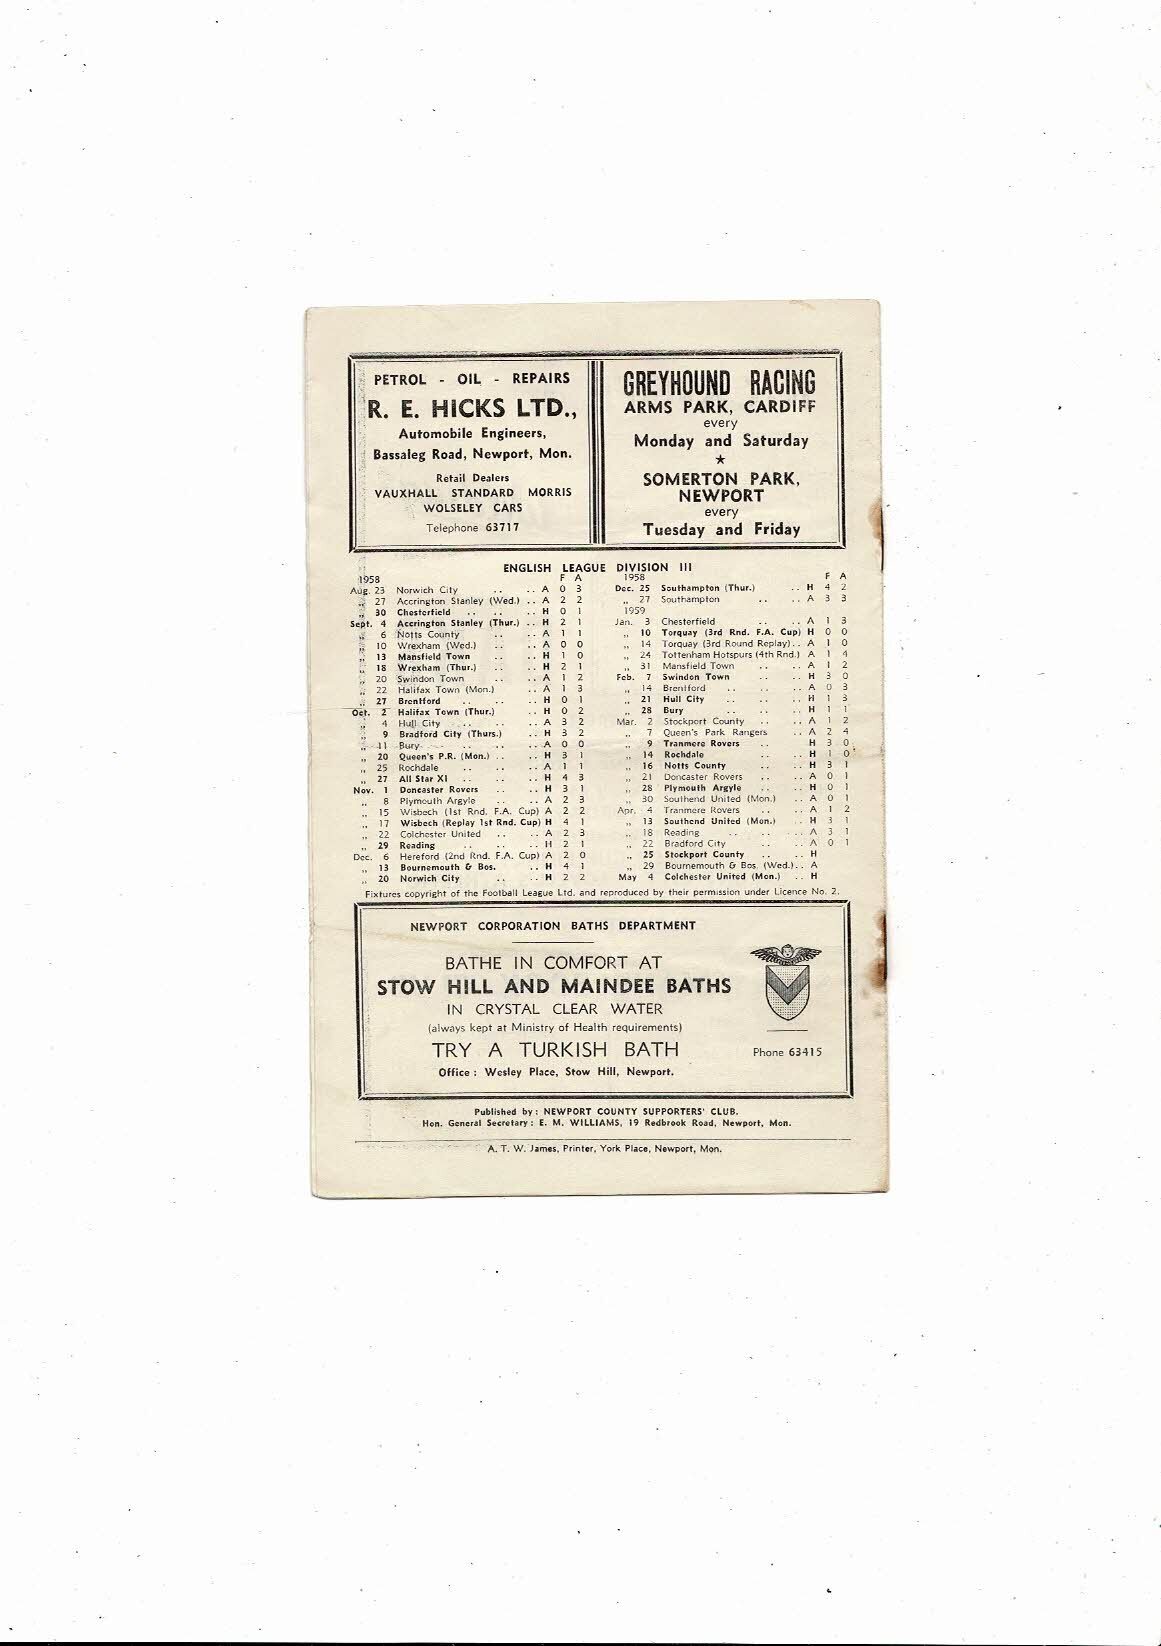 PETROL - OIL - REPAIRS
R. E. HICKS LTD.,
Automobile Engineers,
Bassaleg Road, Newport, Mon.
Retail Dealers
VAUXHALL STANDARD MORRIS
WOLSELEY CARS
Telephone 63717
GREYHOUND RACING
ARMS PARK, CARDIFF
every
Monday and Saturday
★
SOMERTON PARK,
NEWPORT
every
Tuesday and Friday
ENGLISH LEAGUE DIVISION III
1958 F A
Aug. 23 Norwich City .. .. A 0 3
„ 27 Accrington Stanley (Wed.) .. A 2 2
„ 30 Chesterfield .. .. .. H 0 1
Sept. 4 Accrington Stanley (Thur.) .. H 2 1
„ 6 Notts County .. .. A 1 1
„ 10 Wrexham (Wed.) .. .. A 0 0
„ 13 Mansfield Town .. .. H 1 0
„ 18 Wrexham (Thur.) .. .. H 2 1
„ 20 Swindon Town .. .. A 1 2
„ 22 Halifax Town (Mon.) .. A 1 3
„ 27 Brentford .. .. .. H 0 1
Oct. 2 Halifax Town (Thur.) .. H 0 2
„ 4 Hull City .. .. .. A 3 2
„ 9 Bradford City (Thurs.) .. H 3 2
„ 11 Bury .. .. .. A 0 0
„ 20 Queen's P.R. (Mon.) .. .. H 3 1
„ 25 Rochdale .. .. .. A 1 1
„ 27 All Star XI .. .. .. H 4 3
Nov. 1 Doncaster Rovers .. .. H 3 1
„ 8 Plymouth Argyle .. .. A 2 3
„ 15 Wisbech (1st Rnd. F.A. Cup) A 2 2
„ 17 Wisbech (Replay 1st Rnd. Cup) H 4 1
„ 22 Colchester United .. .. A 2 3
„ 29 Reading .. .. .. H 2 1
Dec. 6 Hereford (2nd Rnd. F.A. Cup) A 2 0
„ 13 Bournemouth & Bos. .. H 4 1
„ 20 Norwich City .. .. H 2 2
1958 F A
Dec. 25 Southampton (Thur.) .. H 4 2
„ 27 Southampton .. .. A 3 3
1959
Jan. 3 Chesterfield .. .. A 1 3
„ 10 Torquay (3rd Rnd. F.A. Cup) H 0 0
„ 14 Torquay (3rd Round Replay) .. A 1 0
„ 24 Tottenham Hotspurs (4th Rnd.) A 1 4
„ 31 Mansfield Town .. .. A 1 2
Feb. 7 Swindon Town .. .. H 3 0
„ 14 Brentford .. .. .. A 0 3
„ 21 Hull City .. .. .. H 1 3
„ 28 Bury .. .. .. H 1 1
Mar. 2 Stockport County .. .. A 1 2
„ 7 Queen's Park Rangers .. A 2 4
„ 9 Tranmere Rovers .. H 3 0
„ 14 Rochdale .. .. H 1 0
„ 16 Notts County .. .. H 3 1
„ 21 Doncaster Rovers .. .. A 0 1
„ 28 Plymouth Argyle .. .. H 0 1
„ 30 Southend United (Mon.) .. A 0 1
Apr. 4 Tranmere Rovers .. .. A 1 2
„ 13 Southend United (Mon.) .. H 3 1
„ 18 Reading .. .. .. A 3 1
„ 22 Bradford City .. .. A 0 1
„ 25 Stockport County .. .. H
„ 29 Bournemouth & Bos. (Wed.) .. A
May 4 Colchester United (Mon.) .. H
Fixtures copyright of the Football League Ltd. and reproduced by their permission under Licence No. 2.
NEWPORT CORPORATION BATHS DEPARTMENT
BATHE IN COMFORT AT
STOW HILL AND MAINDEE BATHS
IN CRYSTAL CLEAR WATER
(always kept at Ministry of Health requirements)
TRY A TURKISH BATH
Office : Wesley Place, Stow Hill, Newport.
Phone 63415
Published by : NEWPORT COUNTY SUPPORTERS' CLUB.
Hon. General Secretary : E. M. WILLIAMS, 19 Redbrook Road, Newport, Mon.
A. T. W. James, Printer, York Place, Newport, Mon.